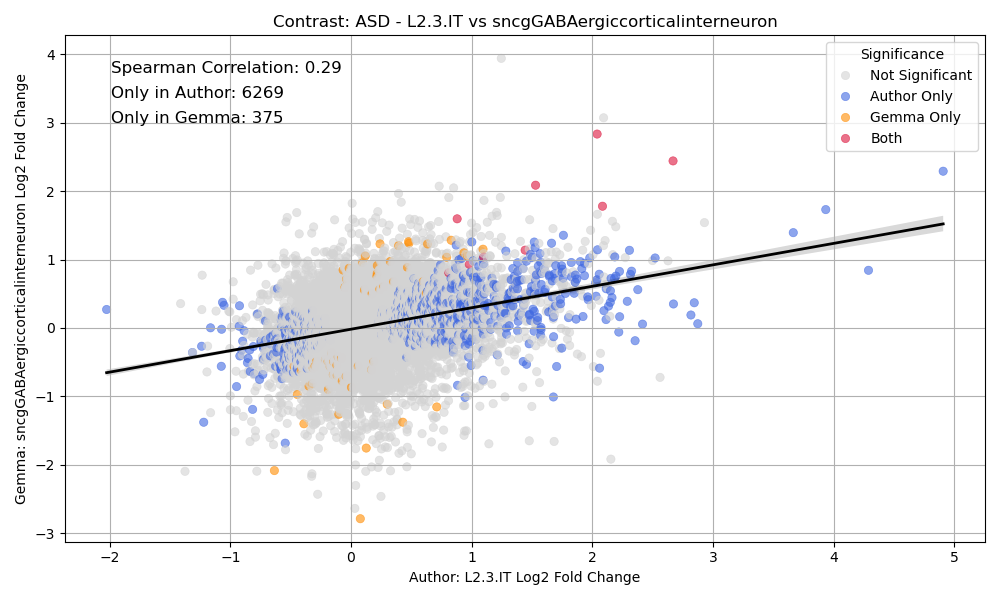 Contrast: ASD - L2.3.IT vs sncgGABAergiccorticalinterneuron
Spearman Correlation: 0.29
Only in Author: 6269
Only in Gemma: 375
Significance
Not Significant
Author Only
Gemma Only
Both
Gemma: sncgGABAergiccorticalinterneuron Log2 Fold Change
4
3
2
1
0
−1
−2
−3
−2 −1 0 1 2 3 4 5
Author: L2.3.IT Log2 Fold Change